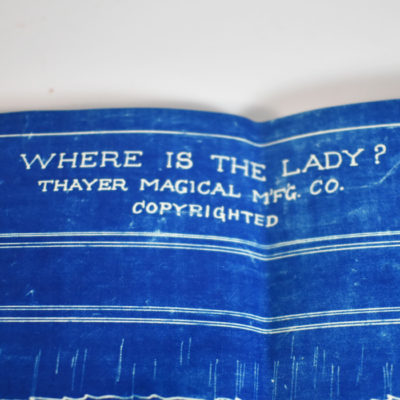 WHERE IS THE LADY?
THAYER MAGICAL M'F'G. CO.
COPYRIGHTED